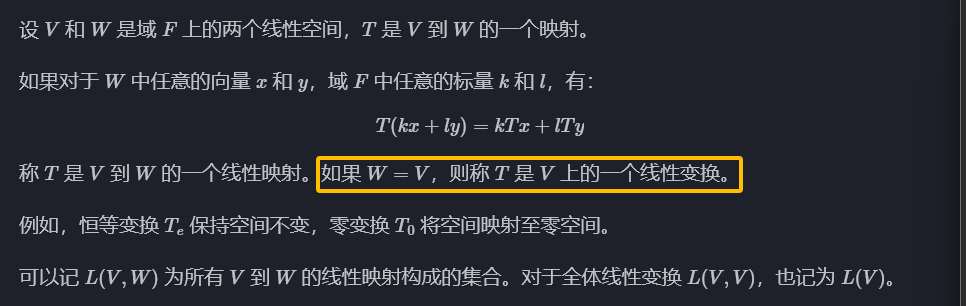 设 V 和 W 是域 F 上的两个线性空间，T 是 V 到 W 的一个映射。
如果对于 W 中任意的向量 x 和 y，域 F 中任意的标量 k 和 l，有：
T(kx + ly) = kTx + lTy
称 T 是 V 到 W 的一个线性映射。如果 W = V，则称 T 是 V 上的一个线性变换。
例如，恒等变换 Tₑ 保持空间不变，零变换 T₀ 将空间映射至零空间。
可以记 L(V, W) 为所有 V 到 W 的线性映射构成的集合。对于全体线性变换 L(V, V)，也记为 L(V)。